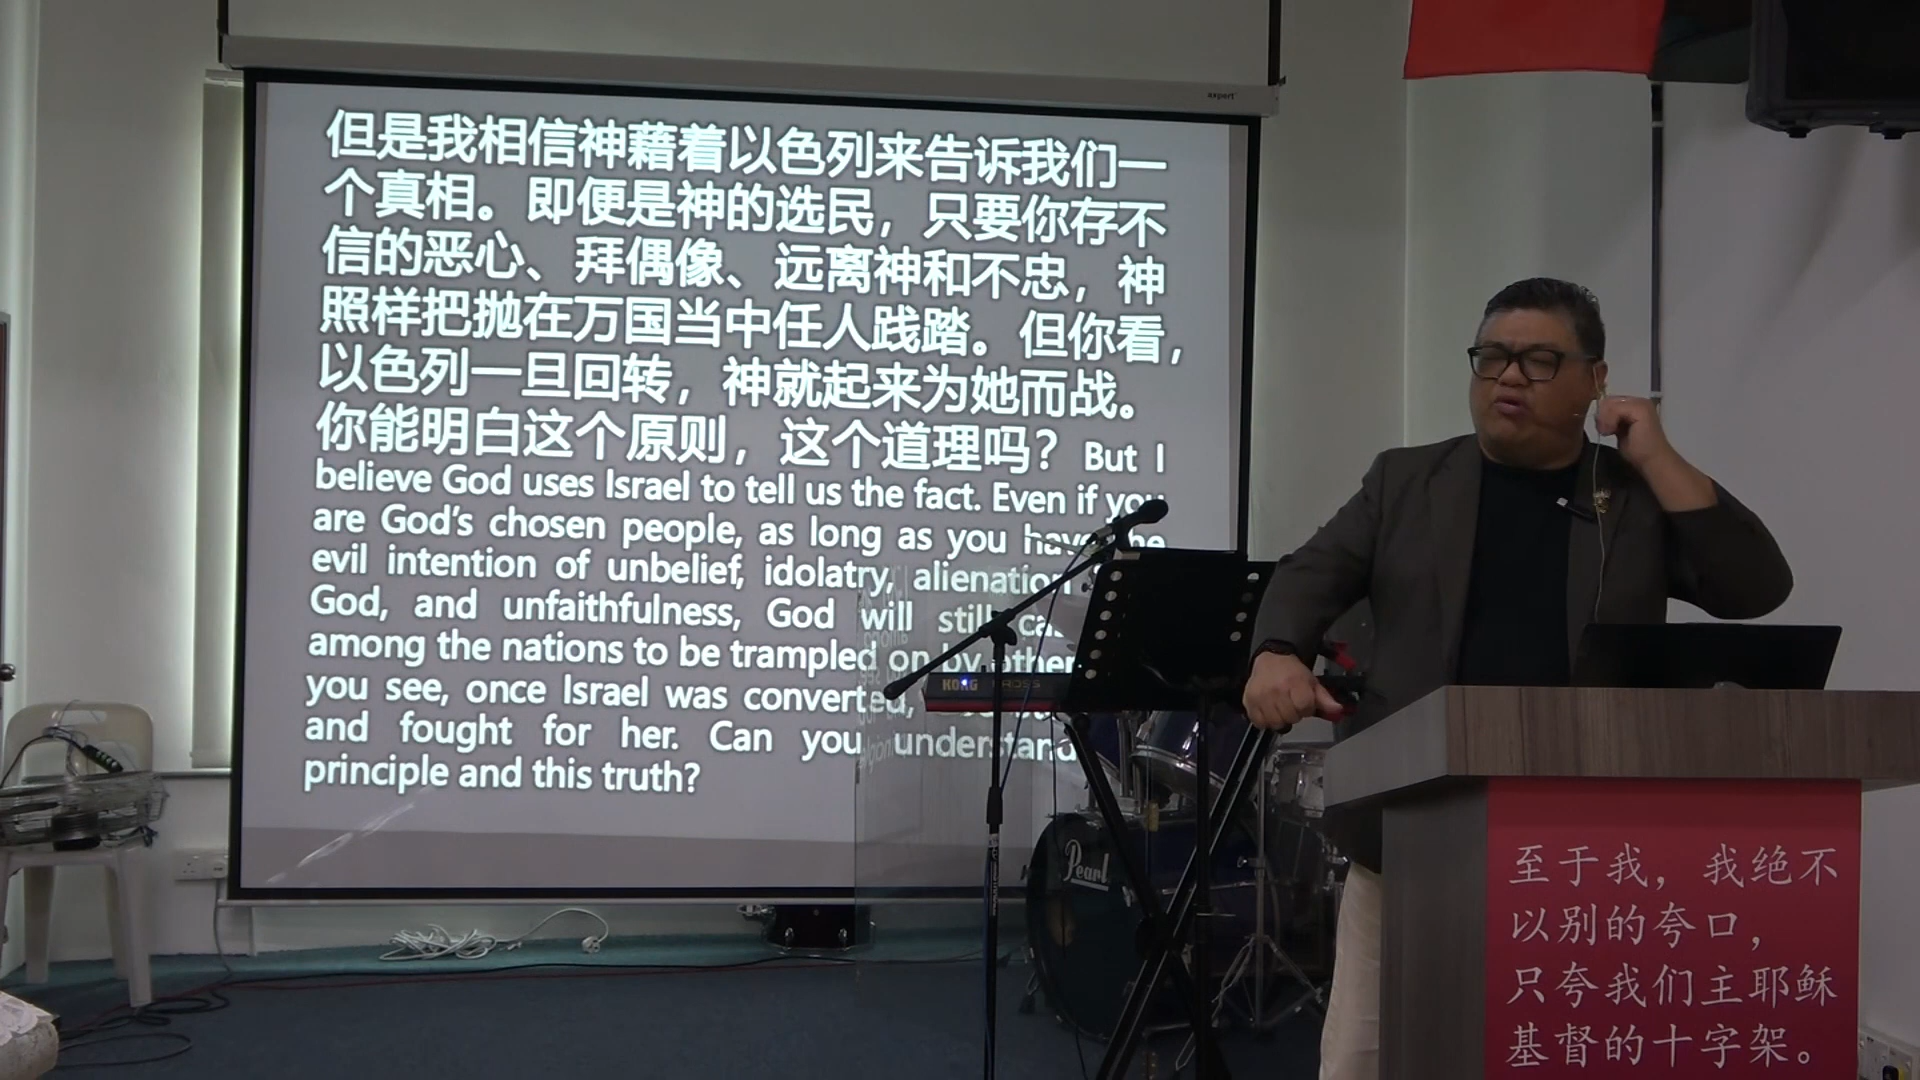 expert
但是我相信神藉着以色列来告诉我们一
个真相。即便是神的选民，只要你存不
信的恶心、拜偶像、远离神和不忠，神
照样把抛在万国当中任人践踏。但你看，
以色列一旦回转，神就起来为她而战。
你能明白这个原则，这个道理吗？But I
believe God uses Israel to tell us the fact. Even if you
are God's chosen people, as long as you have the
evil intention of unbelief, idolatry, alienation
God, and unfaithfulness, God will still
among the nations to be trampled on by other
you see, once Israel was converted,
and fought for her. Can you understand
principle and this truth?
KORG KROSS
Pearl
至于我，我绝不
以别的夸口，
只夸我们主耶稣
基督的十字架。